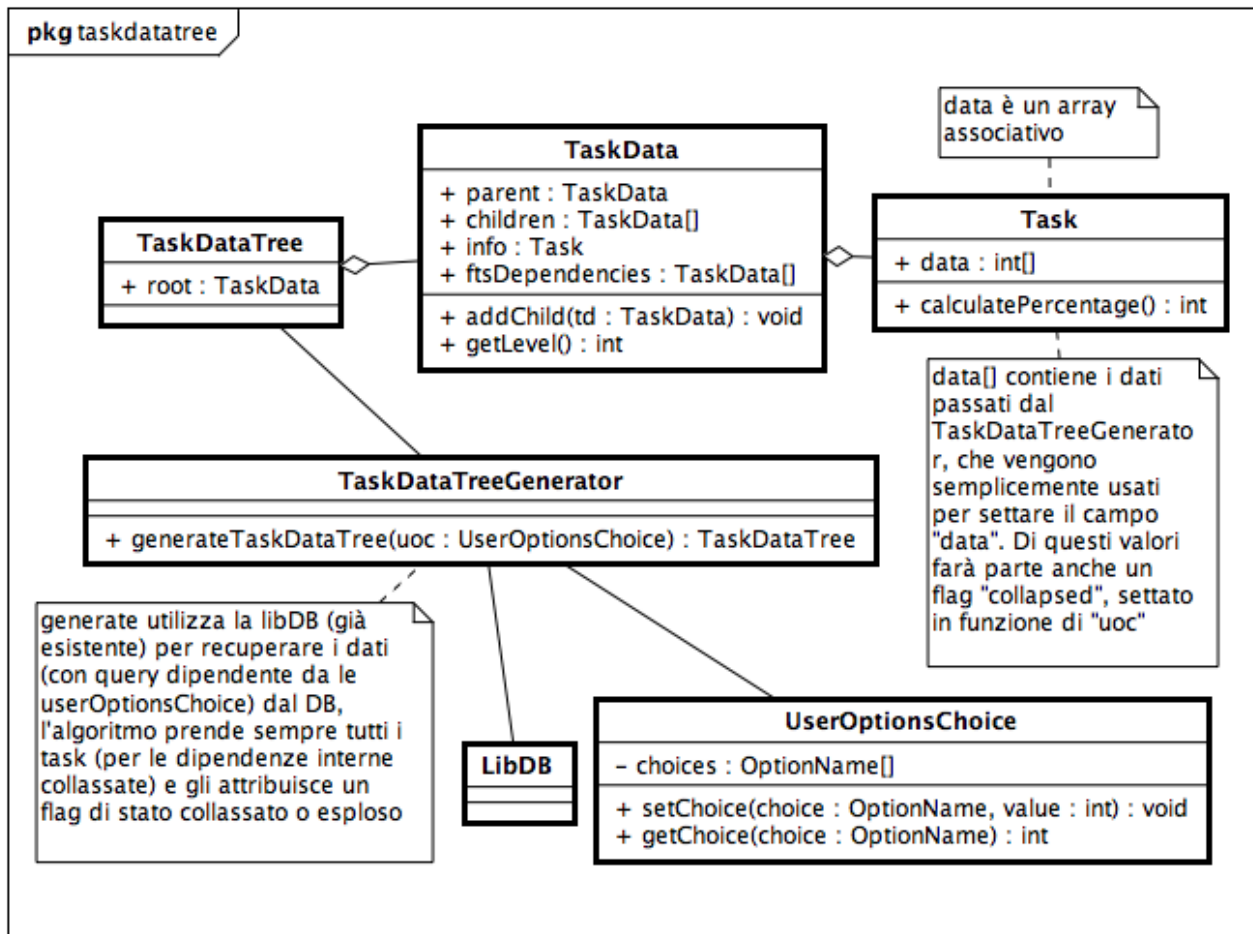 pkg taskdatatree
data è un array
associativo
TaskData
+ parent : TaskData
+ children : TaskData[]
+ info : Task
+ ftsDependencies : TaskData[]
+ addChild(td : TaskData) : void
+ getLevel() : int
TaskDataTree
+ root : TaskData
Task
+ data : int[]
+ calculatePercentage() : int
data[] contiene i dati
passati dal
TaskDataTreeGenerato
r, che vengono
semplicemente usati
per settare il campo
"data". Di questi valori
farà parte anche un
flag "collapsed", settato
in funzione di "uoc"
TaskDataTreeGenerator
+ generateTaskDataTree(uoc : UserOptionsChoice) : TaskDataTree
generate utilizza la libDB (già
esistente) per recuperare i dati
(con query dipendente da le
userOptionsChoice) dal DB,
l'algoritmo prende sempre tutti i
task (per le dipendenze interne
collassate) e gli attribuisce un
flag di stato collassato o esploso
LibDB
UserOptionsChoice
- choices : OptionName[]
+ setChoice(choice : OptionName, value : int) : void
+ getChoice(choice : OptionName) : int